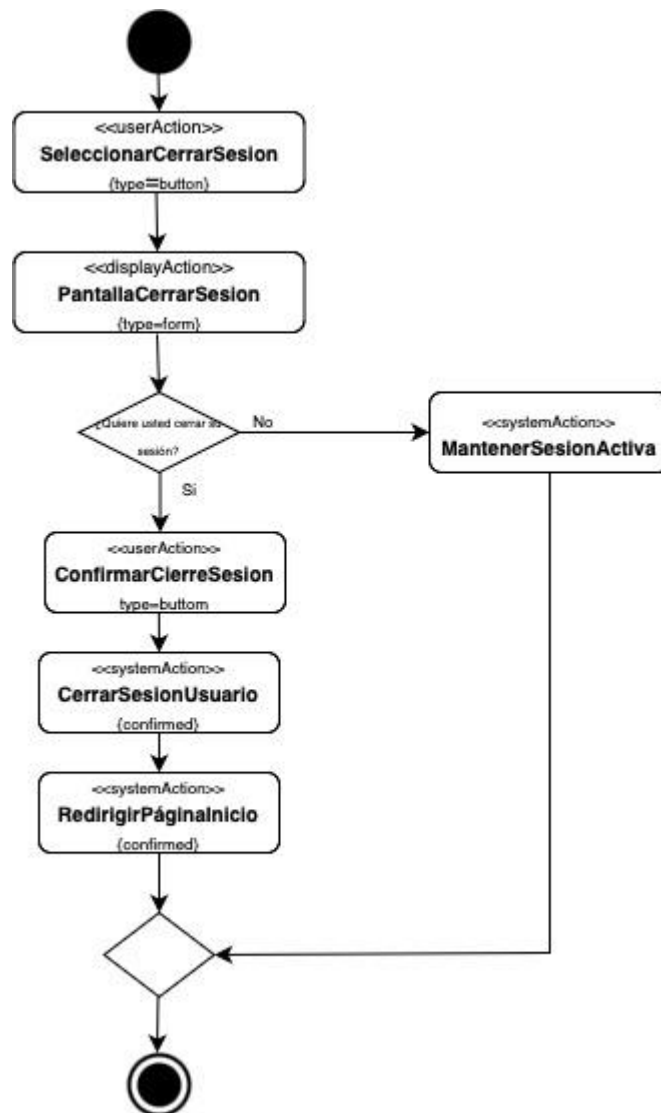 <<userAction>>
SeleccionarCerrarSesion
{type=button}
<<displayAction>>
PantallaCerrarSesion
{type=form}
¿Quiere usted cerrar su
sesión?
No
<<systemAction>>
MantenerSesionActiva
Si
<<userAction>>
ConfirmarCierreSesion
type=buttom
<<systemAction>>
CerrarSesionUsuario
{confirmed}
<<systemAction>>
RedirigirPáginaInicio
{confirmed}